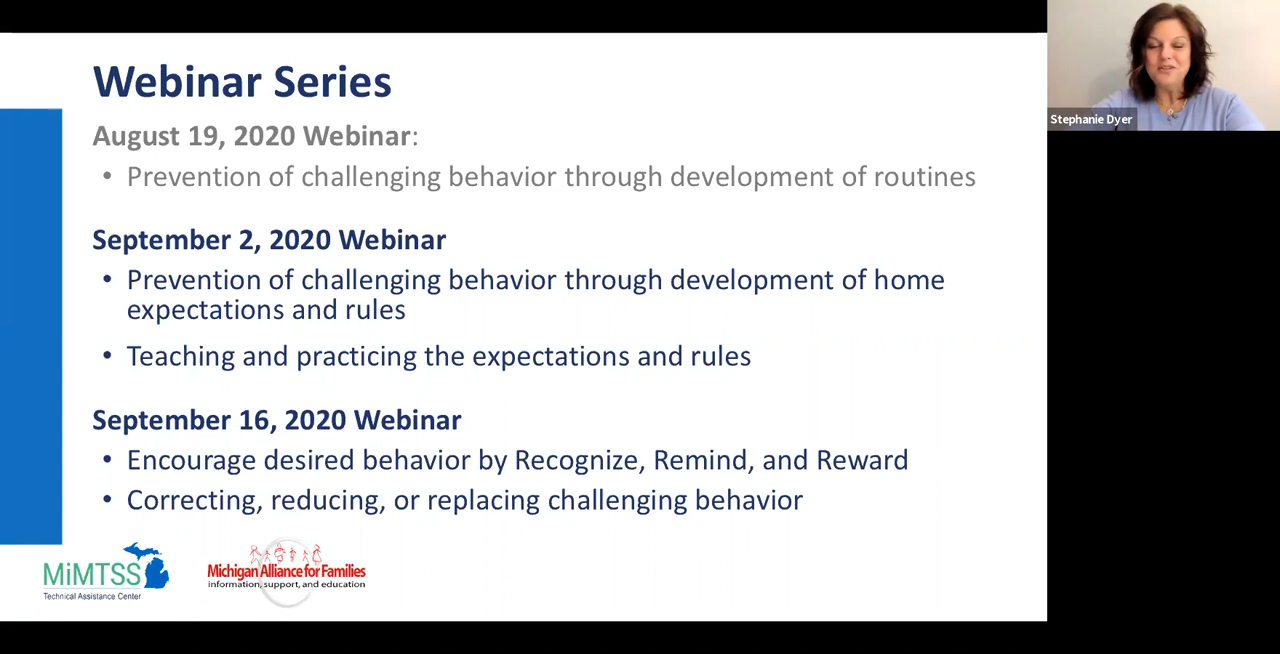 Webinar Series
August 19, 2020 Webinar:
• Prevention of challenging behavior through development of routines
September 2, 2020 Webinar
• Prevention of challenging behavior through development of home
expectations and rules
• Teaching and practicing the expectations and rules
September 16, 2020 Webinar
• Encourage desired behavior by Recognize, Remind, and Reward
• Correcting, reducing, or replacing challenging behavior
MiMTSS
Technical Assistance Center
Michigan Alliance for Families
information, support, and education
Stephanie Dyer